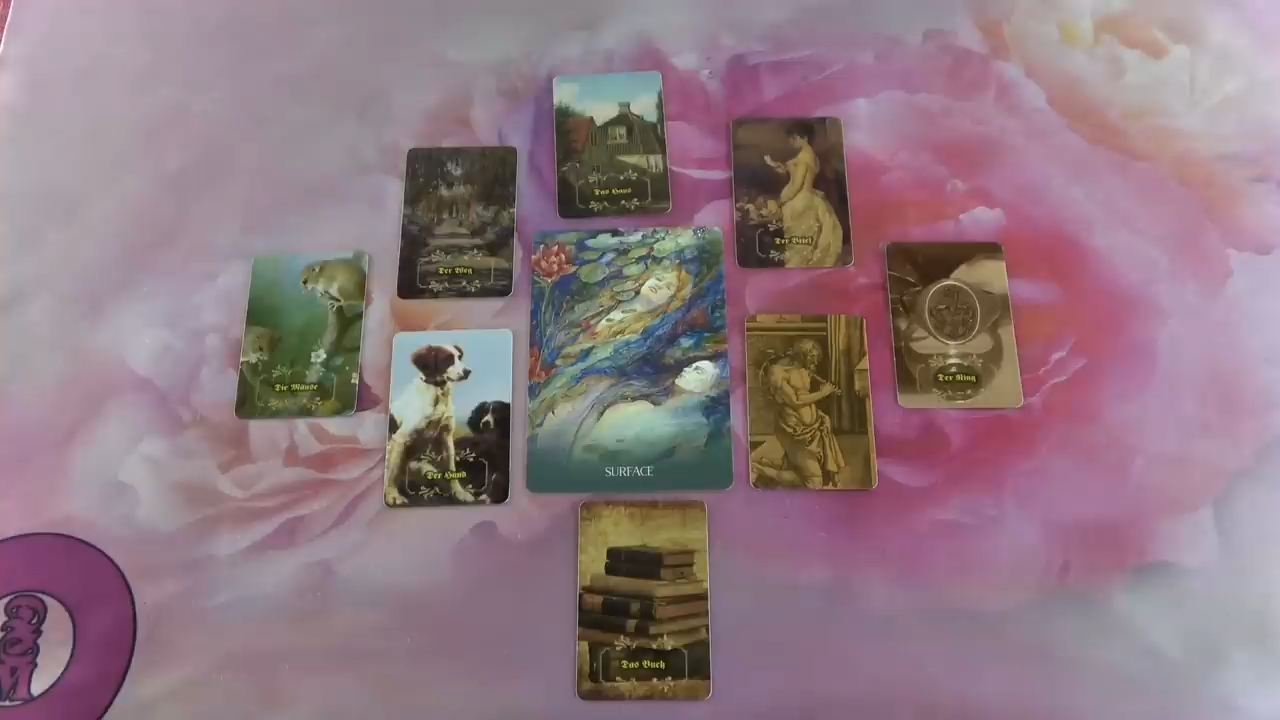 Das Haus
Der Brief
Der Weg
Der Ring
Die Mäuse
SURFACE
Der Hund
Das Buch